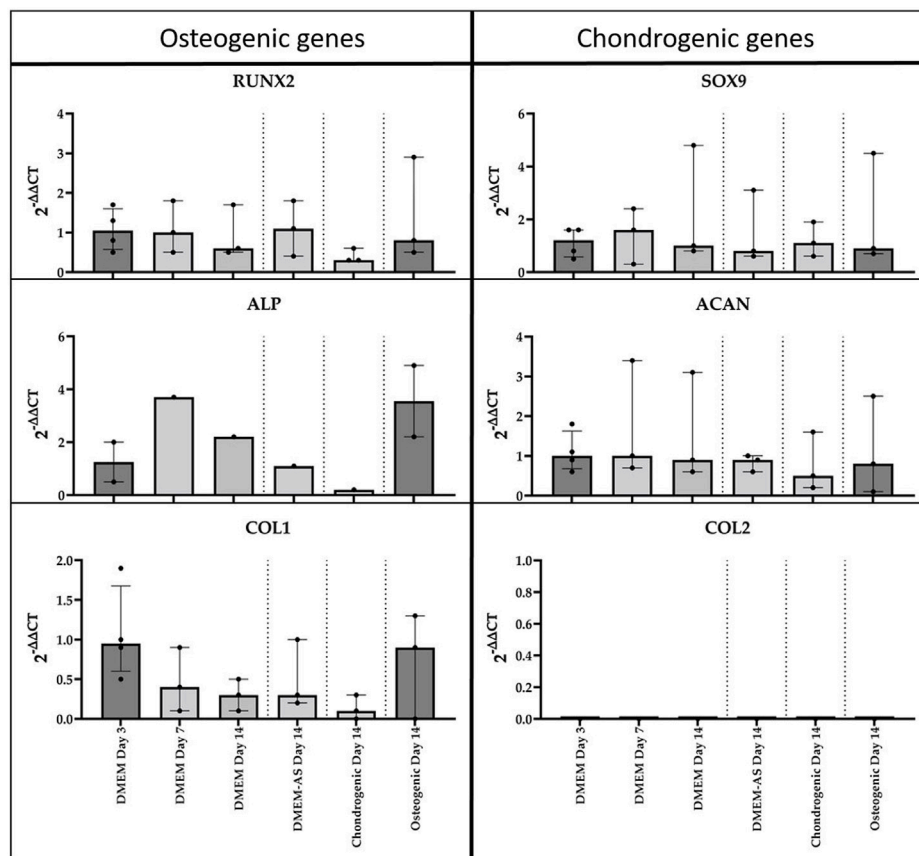 Osteogenic genes
Chondrogenic genes
RUNX2
2^-ΔΔCT
4
3
2
1
0
SOX9
2^-ΔΔCT
6
4
2
0
ALP
2^-ΔΔCT
6
4
2
0
ACAN
2^-ΔΔCT
4
3
2
1
0
COL1
2^-ΔΔCT
2.0
1.5
1.0
0.5
0.0
DMEM Day 3
DMEM Day 7
DMEM Day 14
DMEM-AS Day 14
Chondrogenic Day 14
Osteogenic Day 14
COL2
2^-ΔΔCT
1.0
0.8
0.6
0.4
0.2
0.0
DMEM Day 3
DMEM Day 7
DMEM Day 14
DMEM-AS Day 14
Chondrogenic Day 14
Osteogenic Day 14